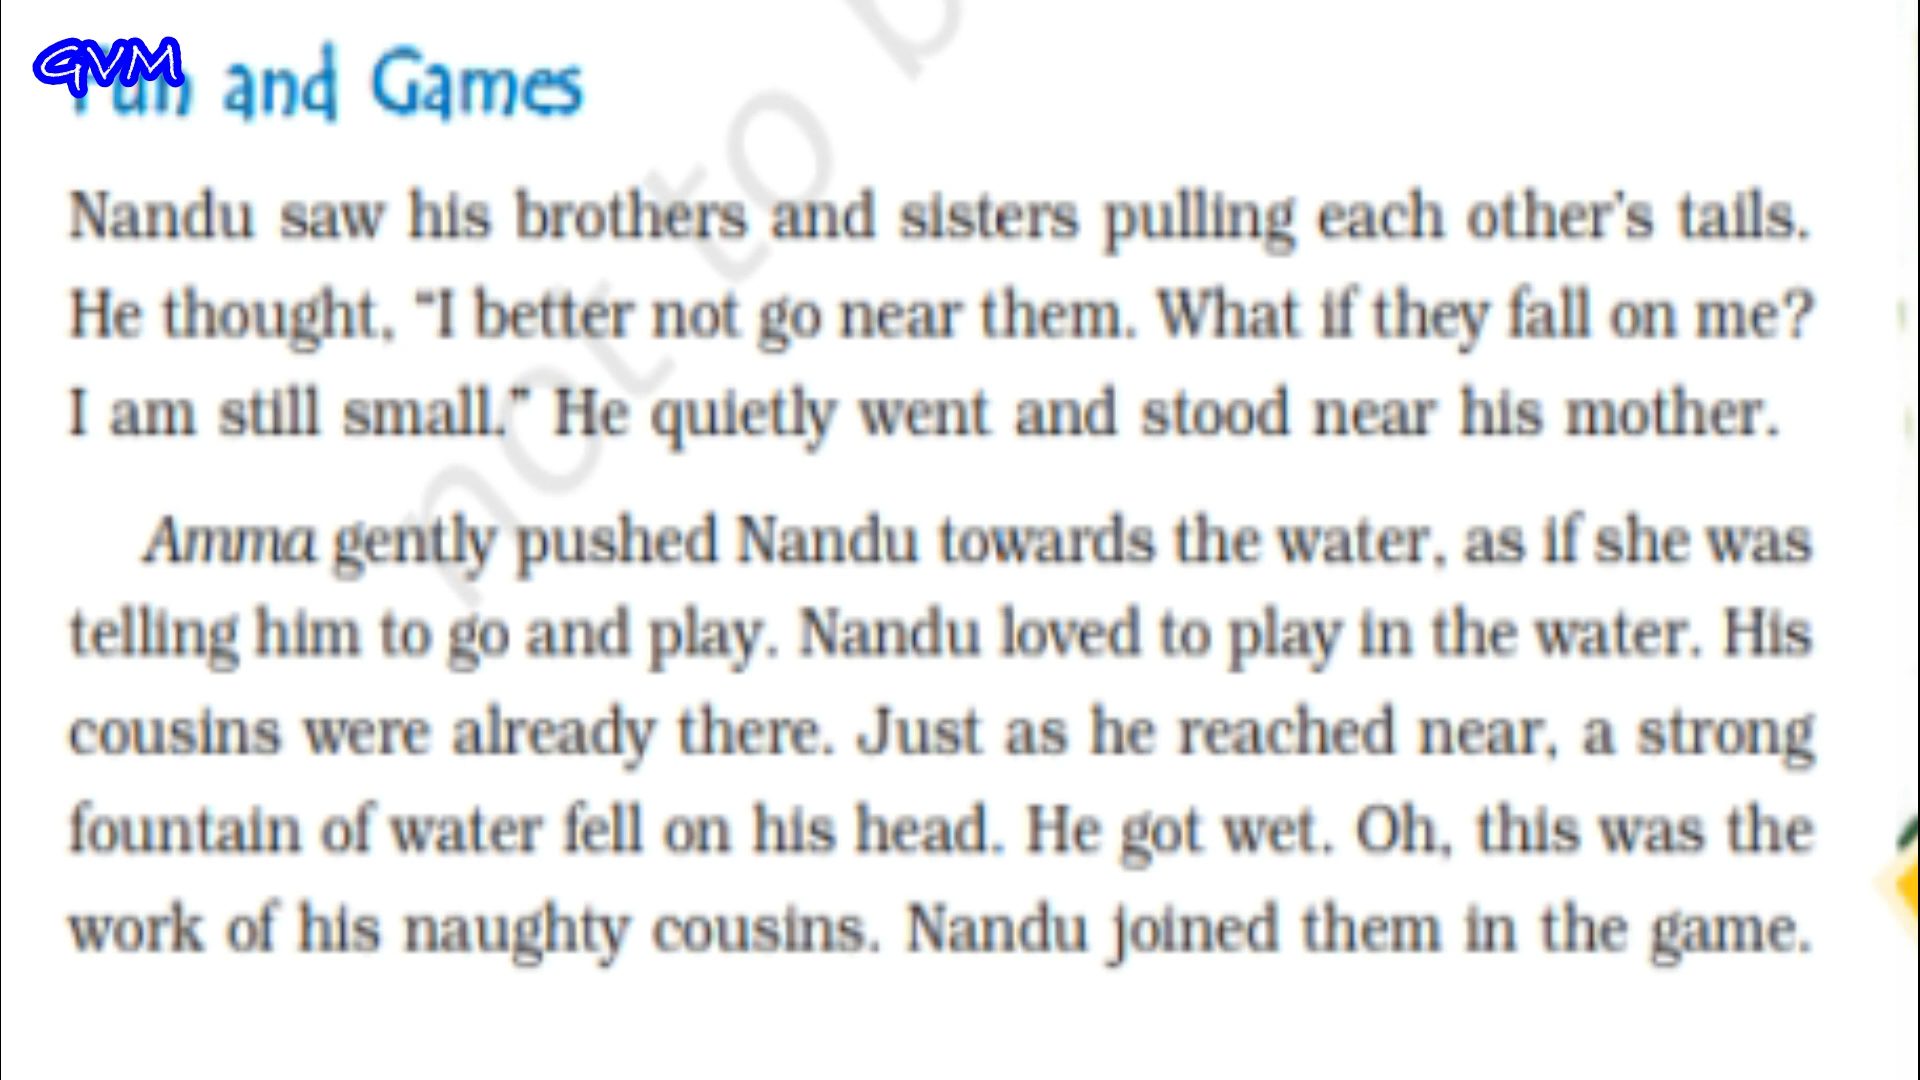 GVM
Fun and Games
not to b
Nandu saw his brothers and sisters pulling each other’s tails.
He thought, “I better not go near them. What if they fall on me?
I am still small.” He quietly went and stood near his mother.
Amma gently pushed Nandu towards the water, as if she was
telling him to go and play. Nandu loved to play in the water. His
cousins were already there. Just as he reached near, a strong
fountain of water fell on his head. He got wet. Oh, this was the
work of his naughty cousins. Nandu joined them in the game.